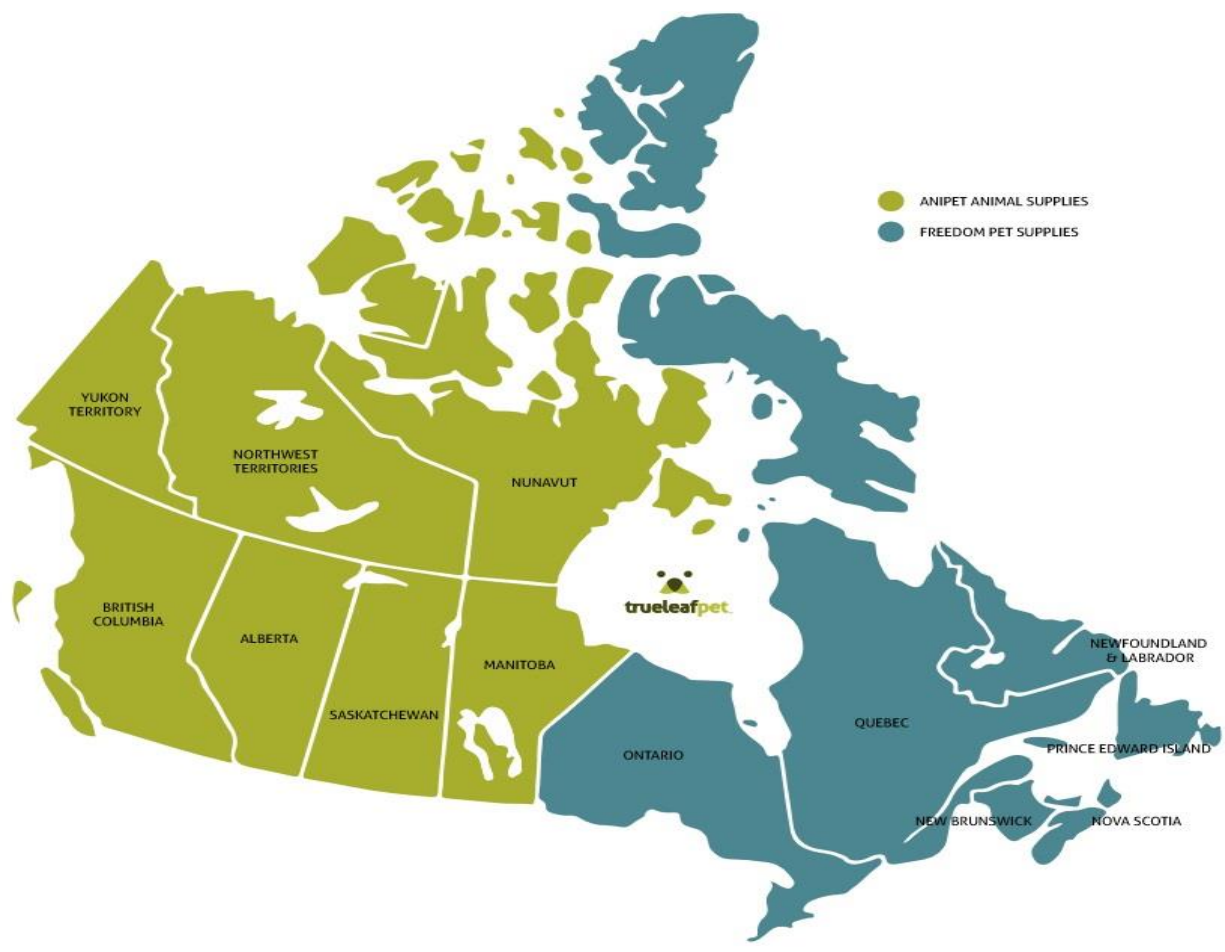 ANIPET ANIMAL SUPPLIES
FREEDOM PET SUPPLIES
YUKON
TERRITORY
NORTHWEST
TERRITORIES
NUNAVUT
trueleafpet
BRITISH
COLUMBIA
ALBERTA
SASKATCHEWAN
MANITOBA
ONTARIO
QUEBEC
NEWFOUNDLAND
& LABRADOR
PRINCE EDWARD ISLAND
NEW BRUNSWICK
NOVA SCOTIA